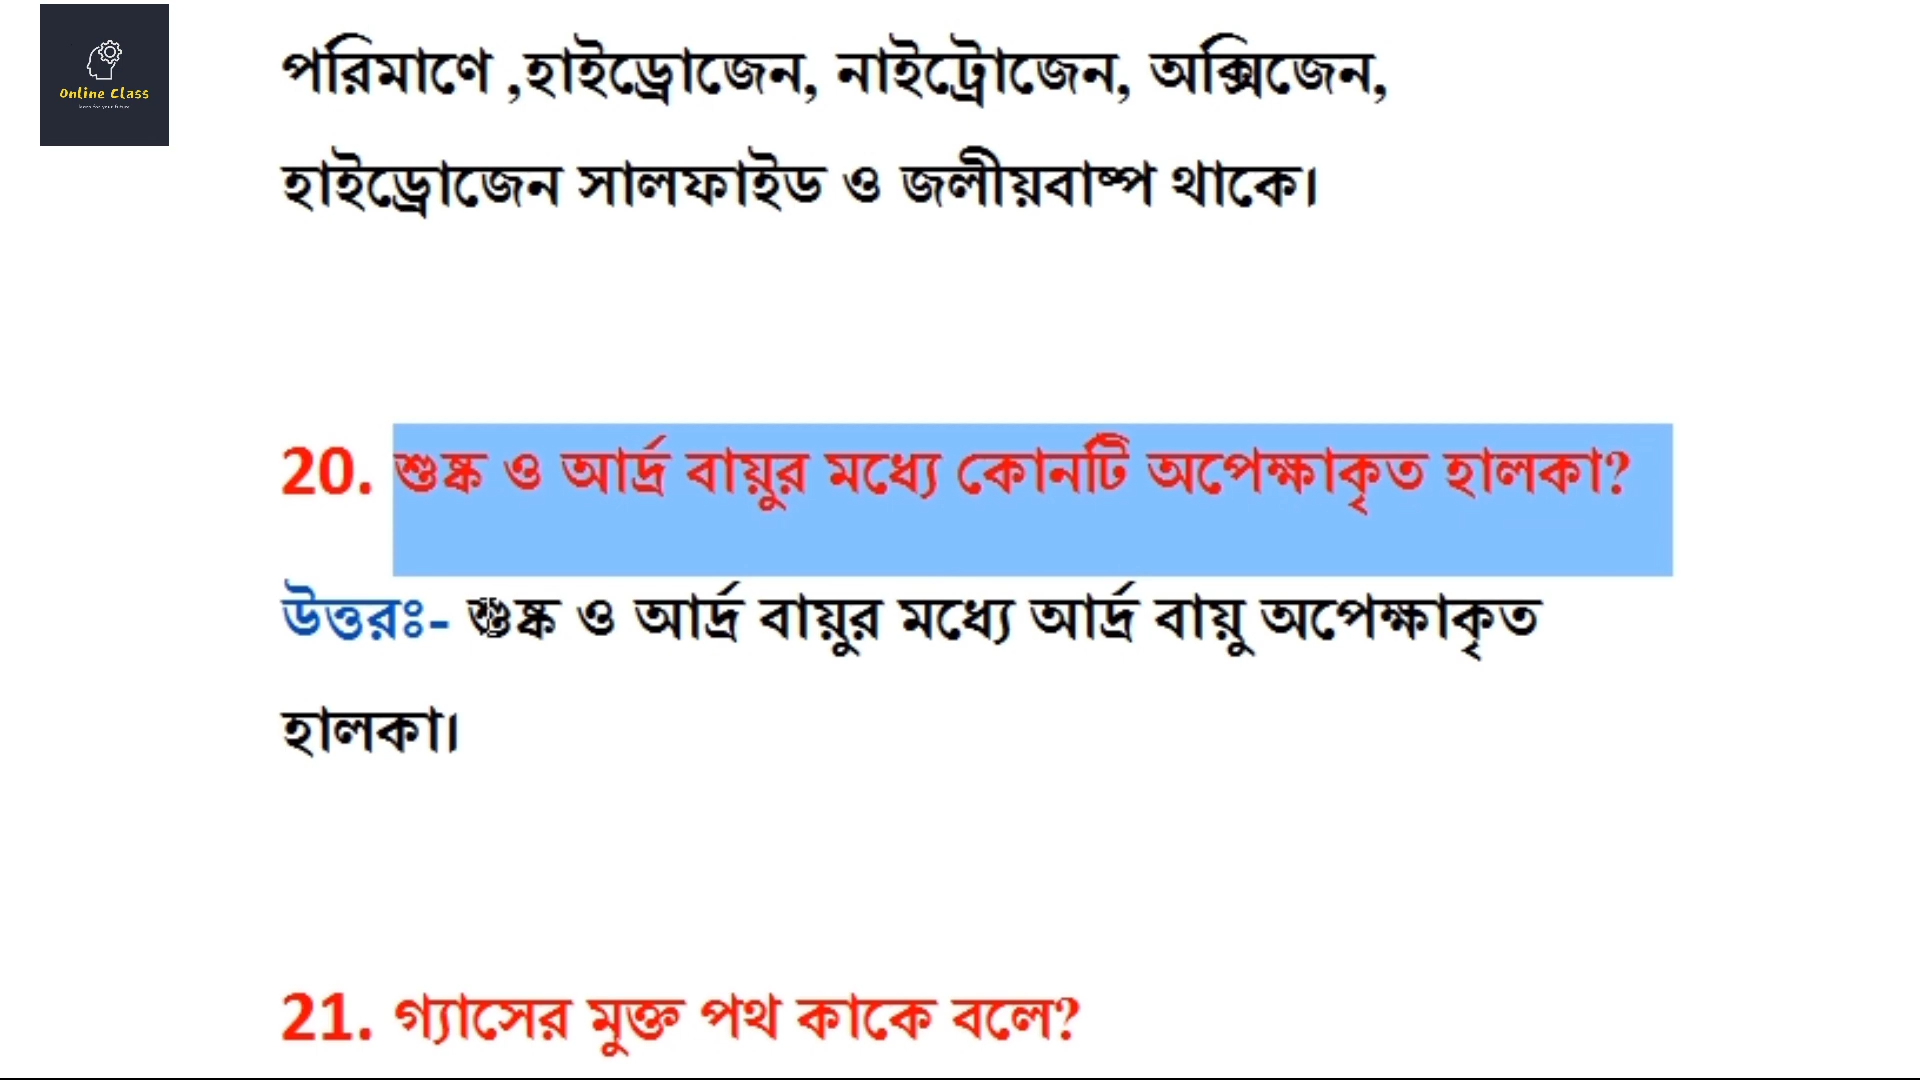 Online Class
পরিমাণে ,হাইড্রোজেন, নাইট্রোজেন, অক্সিজেন,
হাইড্রোজেন সালফাইড ও জলীয়বাষ্প থাকে।
20. শুষ্ক ও আর্দ্র বায়ুর মধ্যে কোনটি অপেক্ষাকৃত হালকা?
উত্তরঃ- শুষ্ক ও আর্দ্র বায়ুর মধ্যে আর্দ্র বায়ু অপেক্ষাকৃত
হালকা।
21. গ্যাসের মুক্ত পথ কাকে বলে?